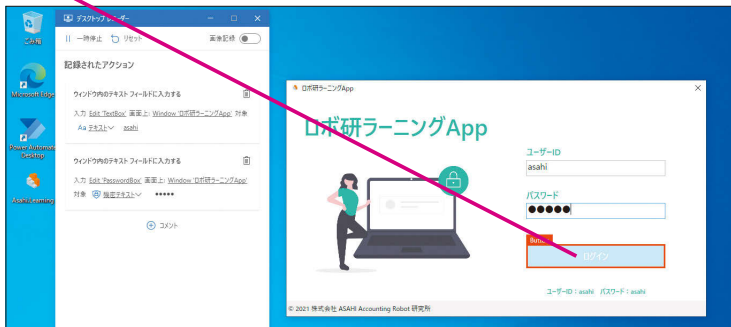 ごみ箱
Microsoft Edge
Power Automate
Desktop
AsahiLearning
デスクトップ レコーダー
一時停止 リセット 画像記録
記録されたアクション
ウィンドウ内のテキスト フィールドに入力する
入力 Edit 'TextBox' 画面上: Window 'ロボ研ラーニングApp' 対象
Aa テキスト asahi
ウィンドウ内のテキスト フィールドに入力する
入力 Edit 'PasswordBox' 画面上: Window 'ロボ研ラーニングApp'
対象 機密テキスト •••••
コメント
ロボ研ラーニングApp
ロボ研ラーニングApp
ユーザーID
asahi
パスワード
●●●●●
Button
ログイン
ユーザーID：asahi パスワード：asahi
© 2021 株式会社 ASAHI Accounting Robot 研究所